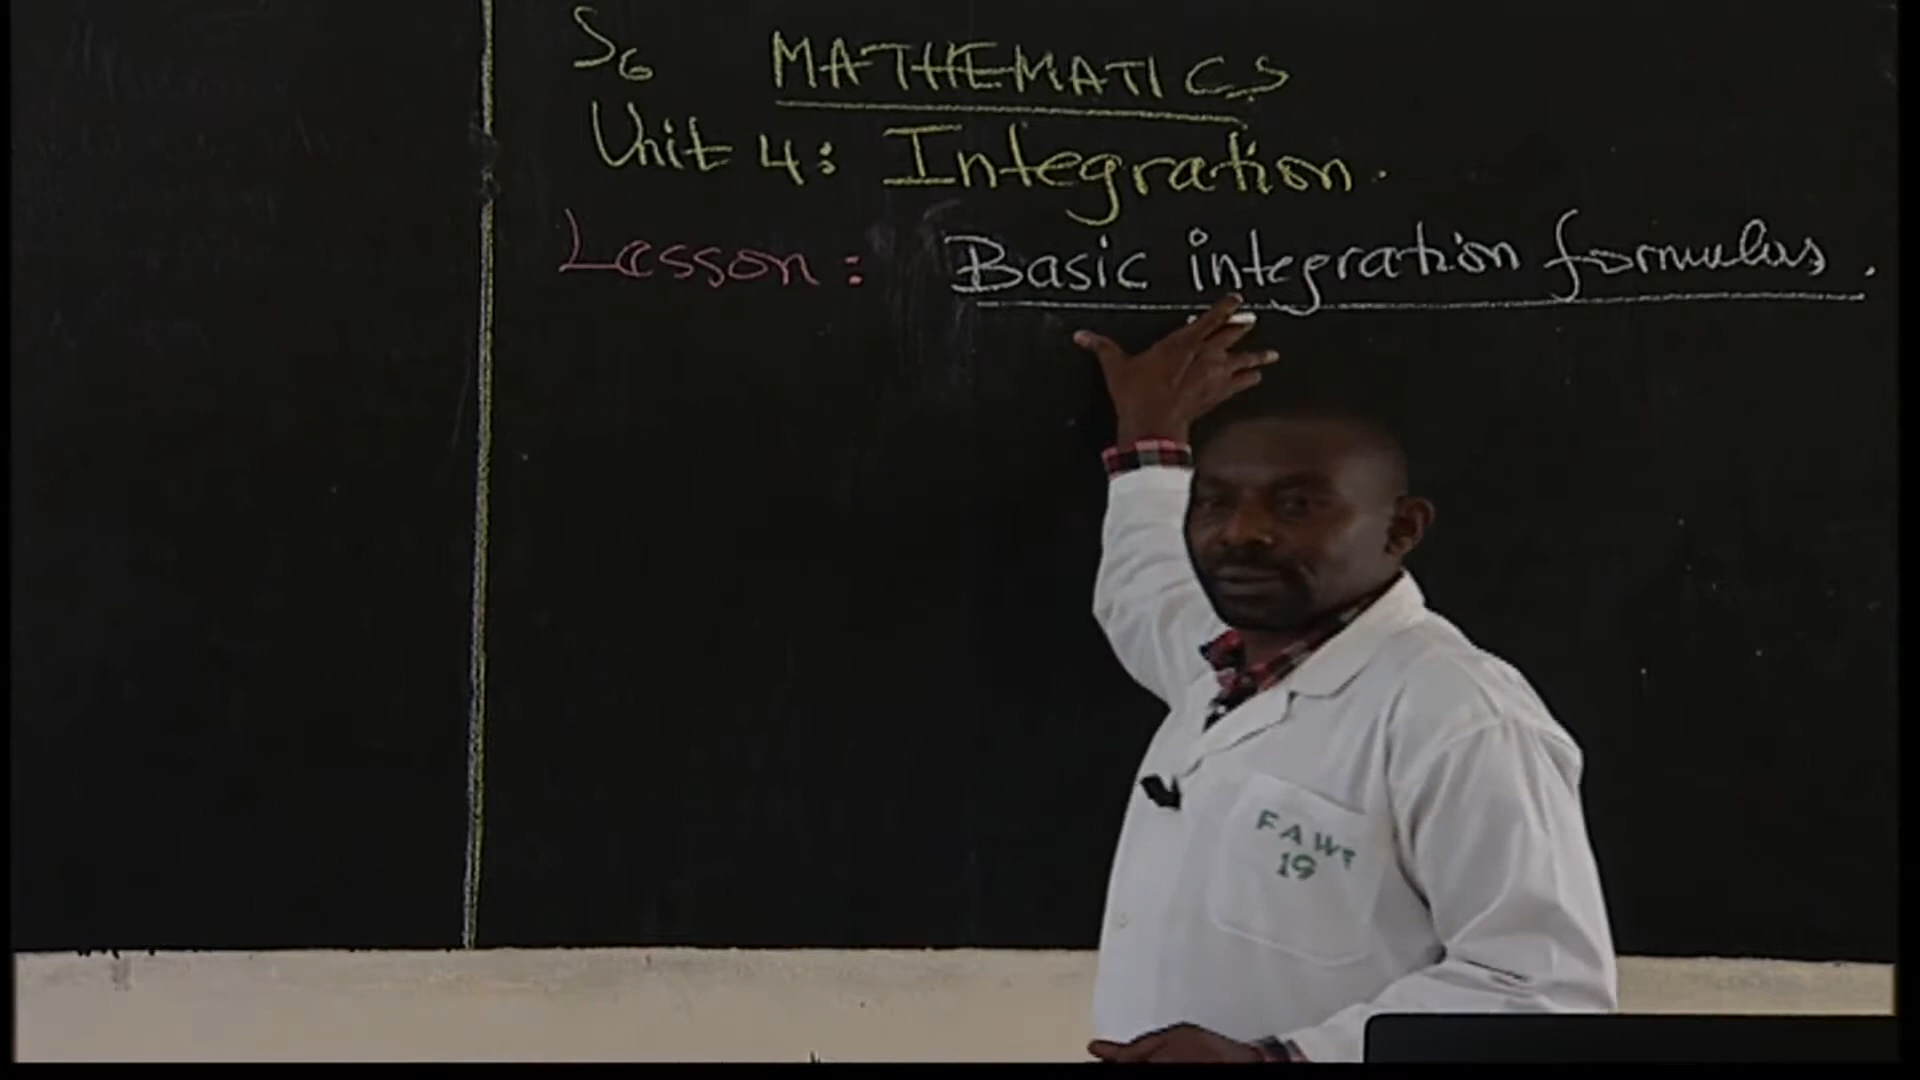 S6 MATHEMATICS
Unit 4: Integration.
Lesson: Basic integration formulas.
FAWE
19